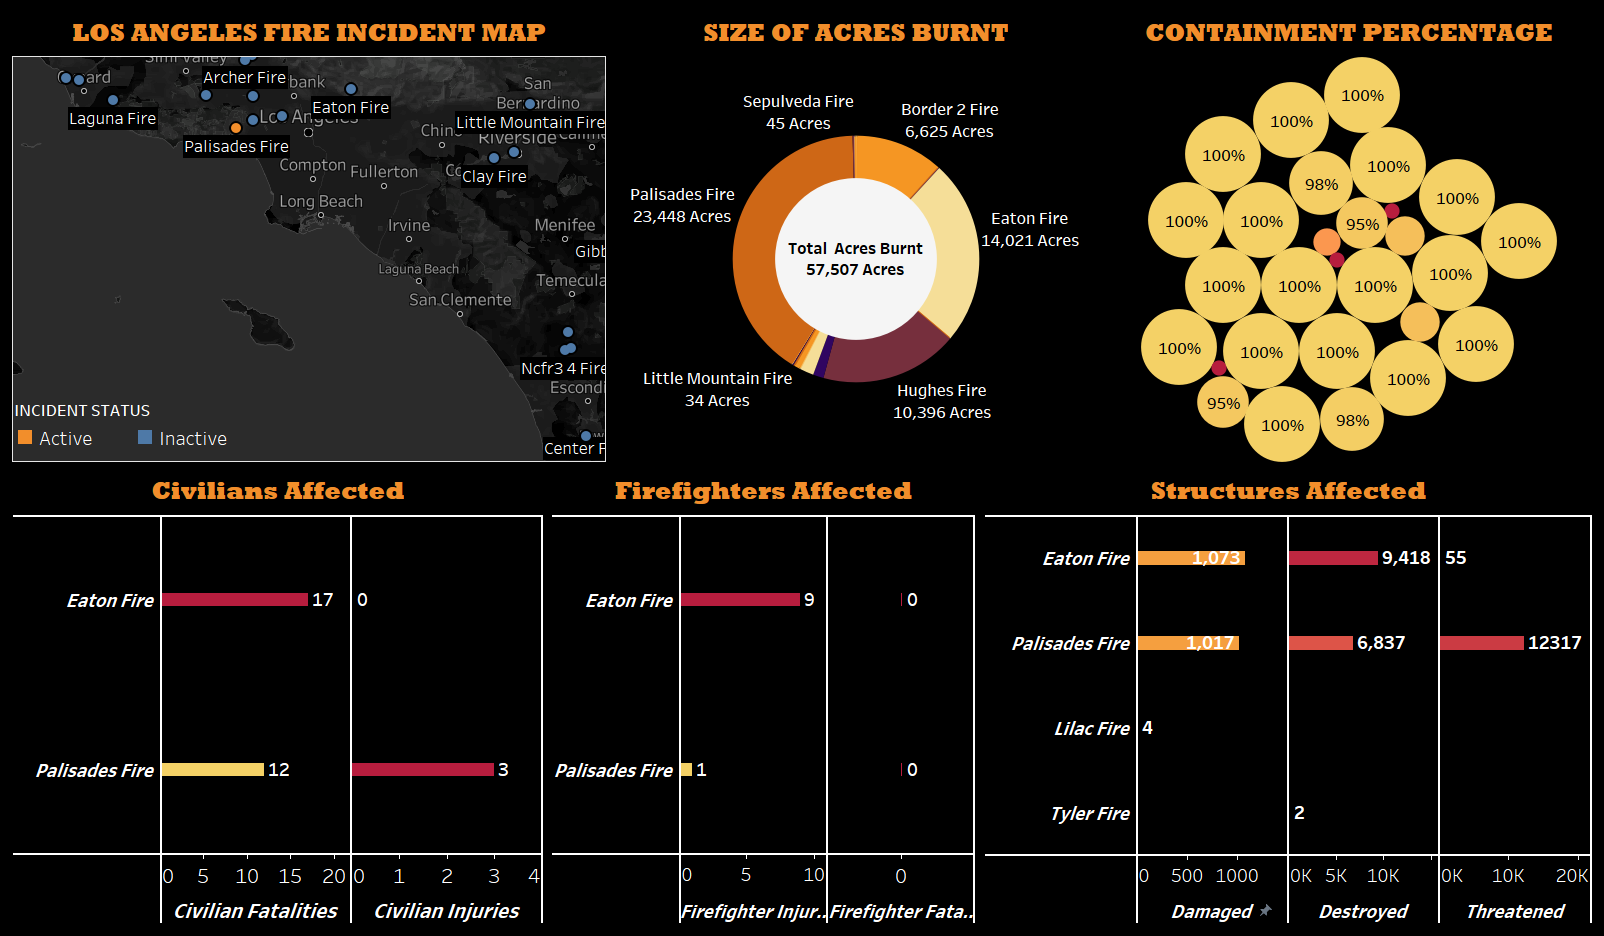 LOS ANGELES FIRE INCIDENT MAP
SIZE OF ACRES BURNT
CONTAINMENT PERCENTAGE
Simi Valley
Archer Fire
bank
Laguna Fire
Eaton Fire
Los Angeles
San
Bernardino
Little Mountain Fire
Palisades Fire
Chino
Riverside
Clay Fire
Compton
Fullerton
Long Beach
Irvine
Menifee
Gibb
Laguna Beach
Temecula
San Clemente
Ncfr3 4 Fire
Escondi
Center F
INCIDENT STATUS
Active
Inactive
Sepulveda Fire
45 Acres
Border 2 Fire
6,625 Acres
Palisades Fire
23,448 Acres
Eaton Fire
14,021 Acres
Total Acres Burnt
57,507 Acres
Little Mountain Fire
34 Acres
Hughes Fire
10,396 Acres
100%
100%
100%
100%
98%
100%
100%
100%
95%
100%
100%
100%
100%
100%
100%
100%
100%
100%
100%
95%
100%
98%
Civilians Affected
Eaton Fire
17
0
Palisades Fire
12
3
0 5 10 15 20
0 1 2 3 4
Civilian Fatalities
Civilian Injuries
Firefighters Affected
Eaton Fire
9
0
Palisades Fire
1
0
0 5 10
0
Firefighter Injur..
Firefighter Fata..
Structures Affected
Eaton Fire
1,073
9,418
55
Palisades Fire
1,017
6,837
12317
Lilac Fire
4
Tyler Fire
2
0 500 1000
0K 5K 10K
0K 10K 20K
Damaged
Destroyed
Threatened